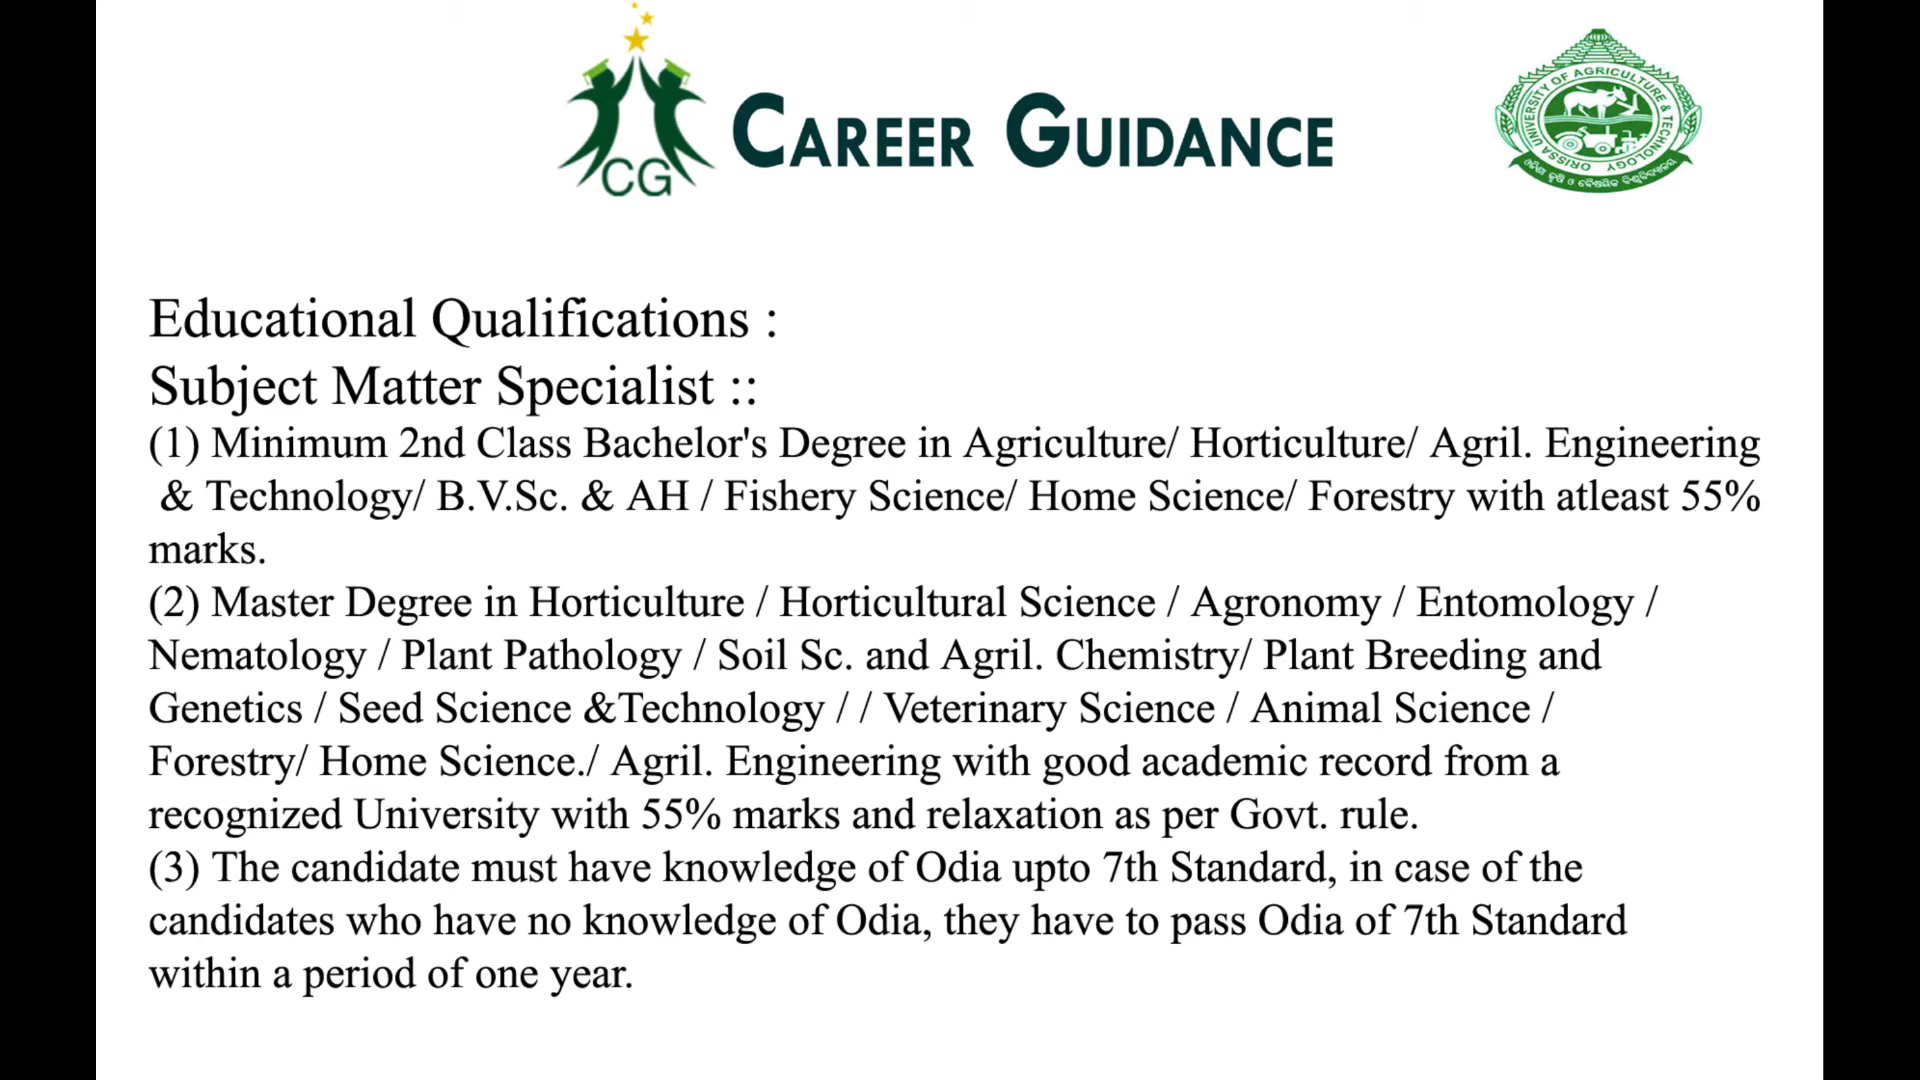 CG
CAREER GUIDANCE
ORISSA UNIVERSITY OF AGRICULTURE & TECHNOLOGY
Educational Qualifications :
Subject Matter Specialist ::
(1) Minimum 2nd Class Bachelor's Degree in Agriculture/ Horticulture/ Agril. Engineering
& Technology/ B.V.Sc. & AH / Fishery Science/ Home Science/ Forestry with atleast 55%
marks.
(2) Master Degree in Horticulture / Horticultural Science / Agronomy / Entomology /
Nematology / Plant Pathology / Soil Sc. and Agril. Chemistry/ Plant Breeding and
Genetics / Seed Science &Technology / / Veterinary Science / Animal Science /
Forestry/ Home Science./ Agril. Engineering with good academic record from a
recognized University with 55% marks and relaxation as per Govt. rule.
(3) The candidate must have knowledge of Odia upto 7th Standard, in case of the
candidates who have no knowledge of Odia, they have to pass Odia of 7th Standard
within a period of one year.